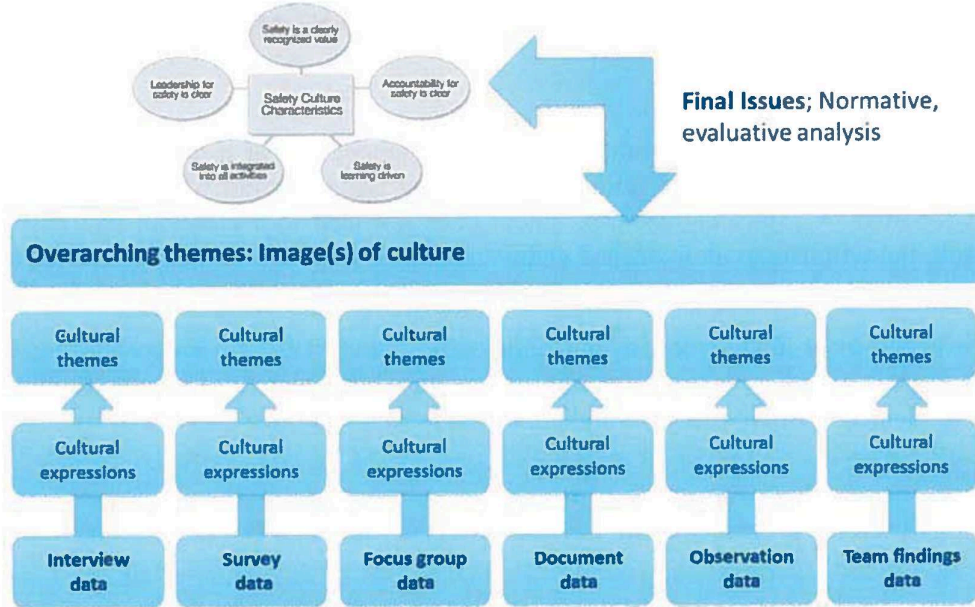 Safety is a clearly
recognized value
Leadership for
safety is clear
Safety Culture
Characteristics
Accountability for
safety is clear
Safety is integrated
into all activities
Safety is
learning driven
Final Issues; Normative,
evaluative analysis
Overarching themes: Image(s) of culture
Cultural
themes
Cultural
themes
Cultural
themes
Cultural
themes
Cultural
themes
Cultural
themes
Cultural
expressions
Cultural
expressions
Cultural
expressions
Cultural
expressions
Cultural
expressions
Cultural
expressions
Interview
data
Survey
data
Focus group
data
Document
data
Observation
data
Team findings
data